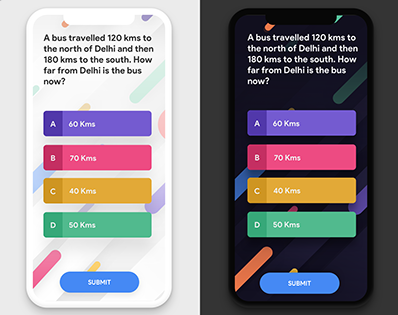 A bus travelled 120 kms to
the north of Delhi and then
180 kms to the south. How
far from Delhi is the bus
now?
A 60 Kms
B 70 Kms
C 40 Kms
D 50 Kms
SUBMIT
A bus travelled 120 kms to
the north of Delhi and then
180 kms to the south. How
far from Delhi is the bus
now?
A 60 Kms
B 70 Kms
C 40 Kms
D 50 Kms
SUBMIT